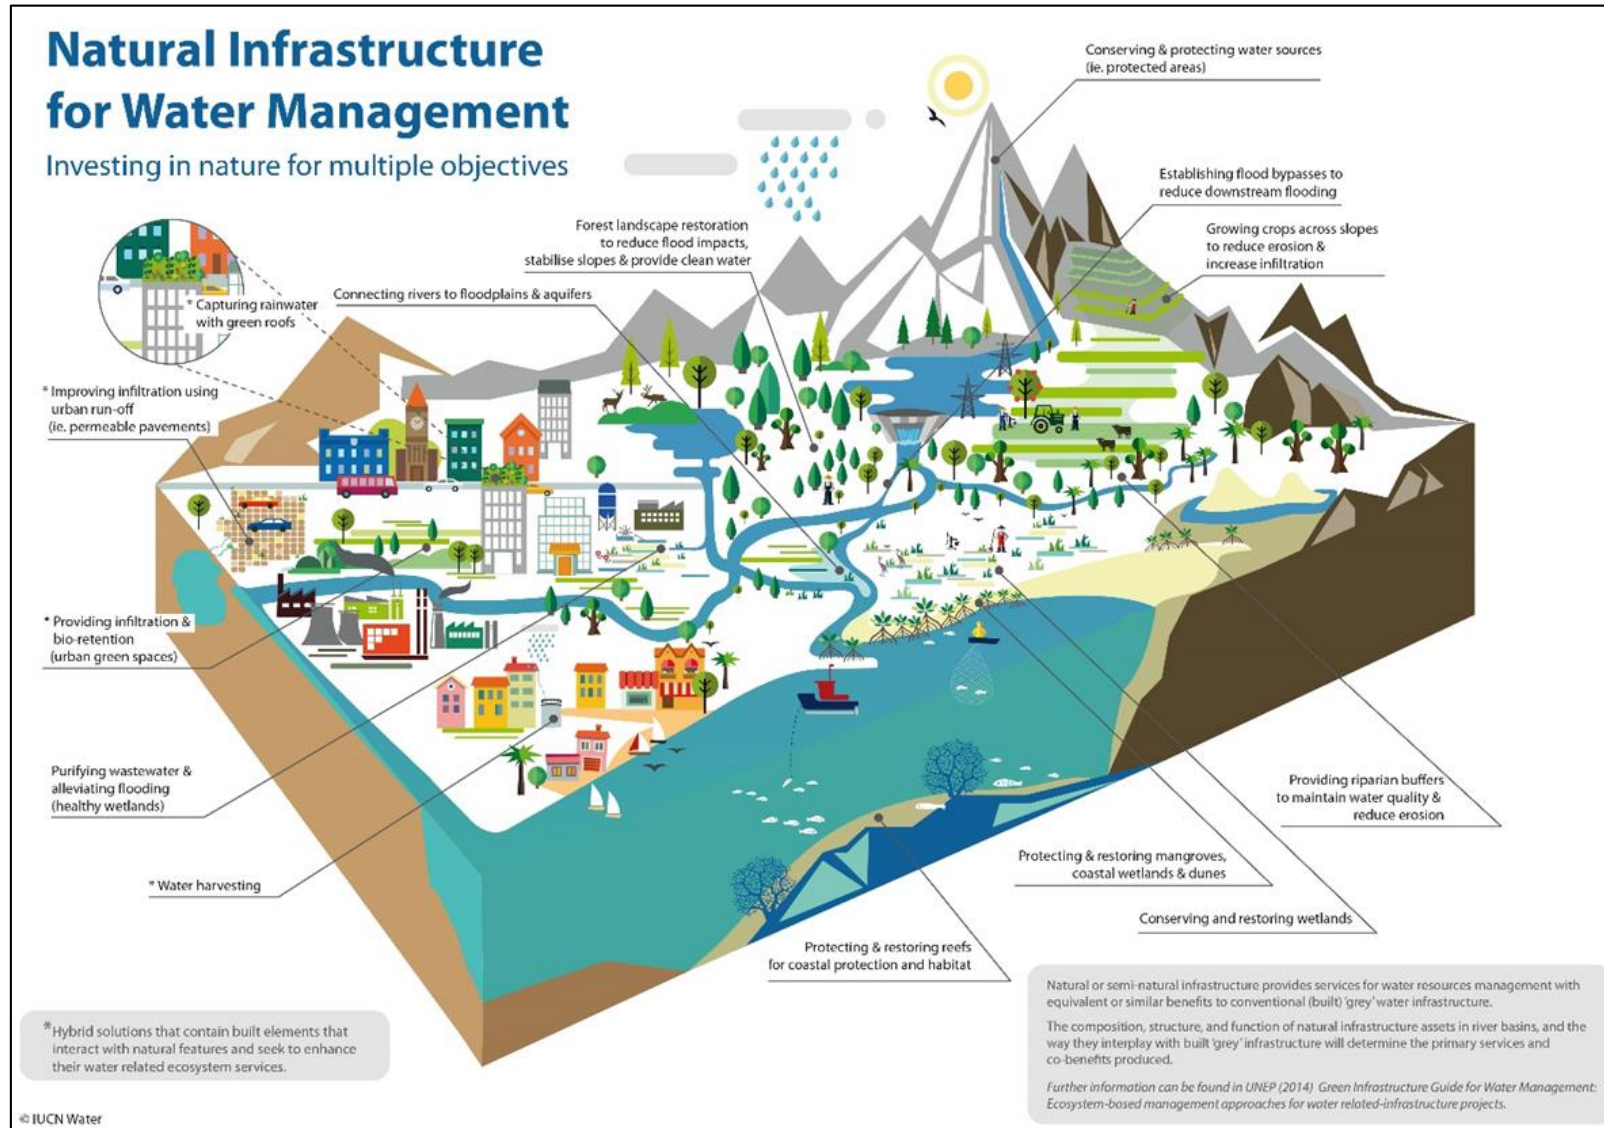 Natural Infrastructure
for Water Management
Investing in nature for multiple objectives
Conserving & protecting water sources
(ie. protected areas)
Establishing flood bypasses to
reduce downstream flooding
Growing crops across slopes
to reduce erosion &
increase infiltration
Forest landscape restoration
to reduce flood impacts,
stabilise slopes & provide clean water
Connecting rivers to floodplains & aquifers
* Capturing rainwater
with green roofs
* Improving infiltration using
urban run-off
(ie. permeable pavements)
* Providing infiltration &
bio-retention
(urban green spaces)
Purifying wastewater &
alleviating flooding
(healthy wetlands)
* Water harvesting
Providing riparian buffers
to maintain water quality &
reduce erosion
Protecting & restoring mangroves,
coastal wetlands & dunes
Conserving and restoring wetlands
Protecting & restoring reefs
for coastal protection and habitat
Natural or semi-natural infrastructure provides services for water resources management with
equivalent or similar benefits to conventional (built) 'grey' water infrastructure.
The composition, structure, and function of natural infrastructure assets in river basins, and the
way they interplay with built 'grey' infrastructure will determine the primary services and
co-benefits produced.
Further information can be found in UNEP (2014) Green Infrastructure Guide for Water Management:
Ecosystem-based management approaches for water related-infrastructure projects.
*Hybrid solutions that contain built elements that
interact with natural features and seek to enhance
their water related ecosystem services.
© IUCN Water